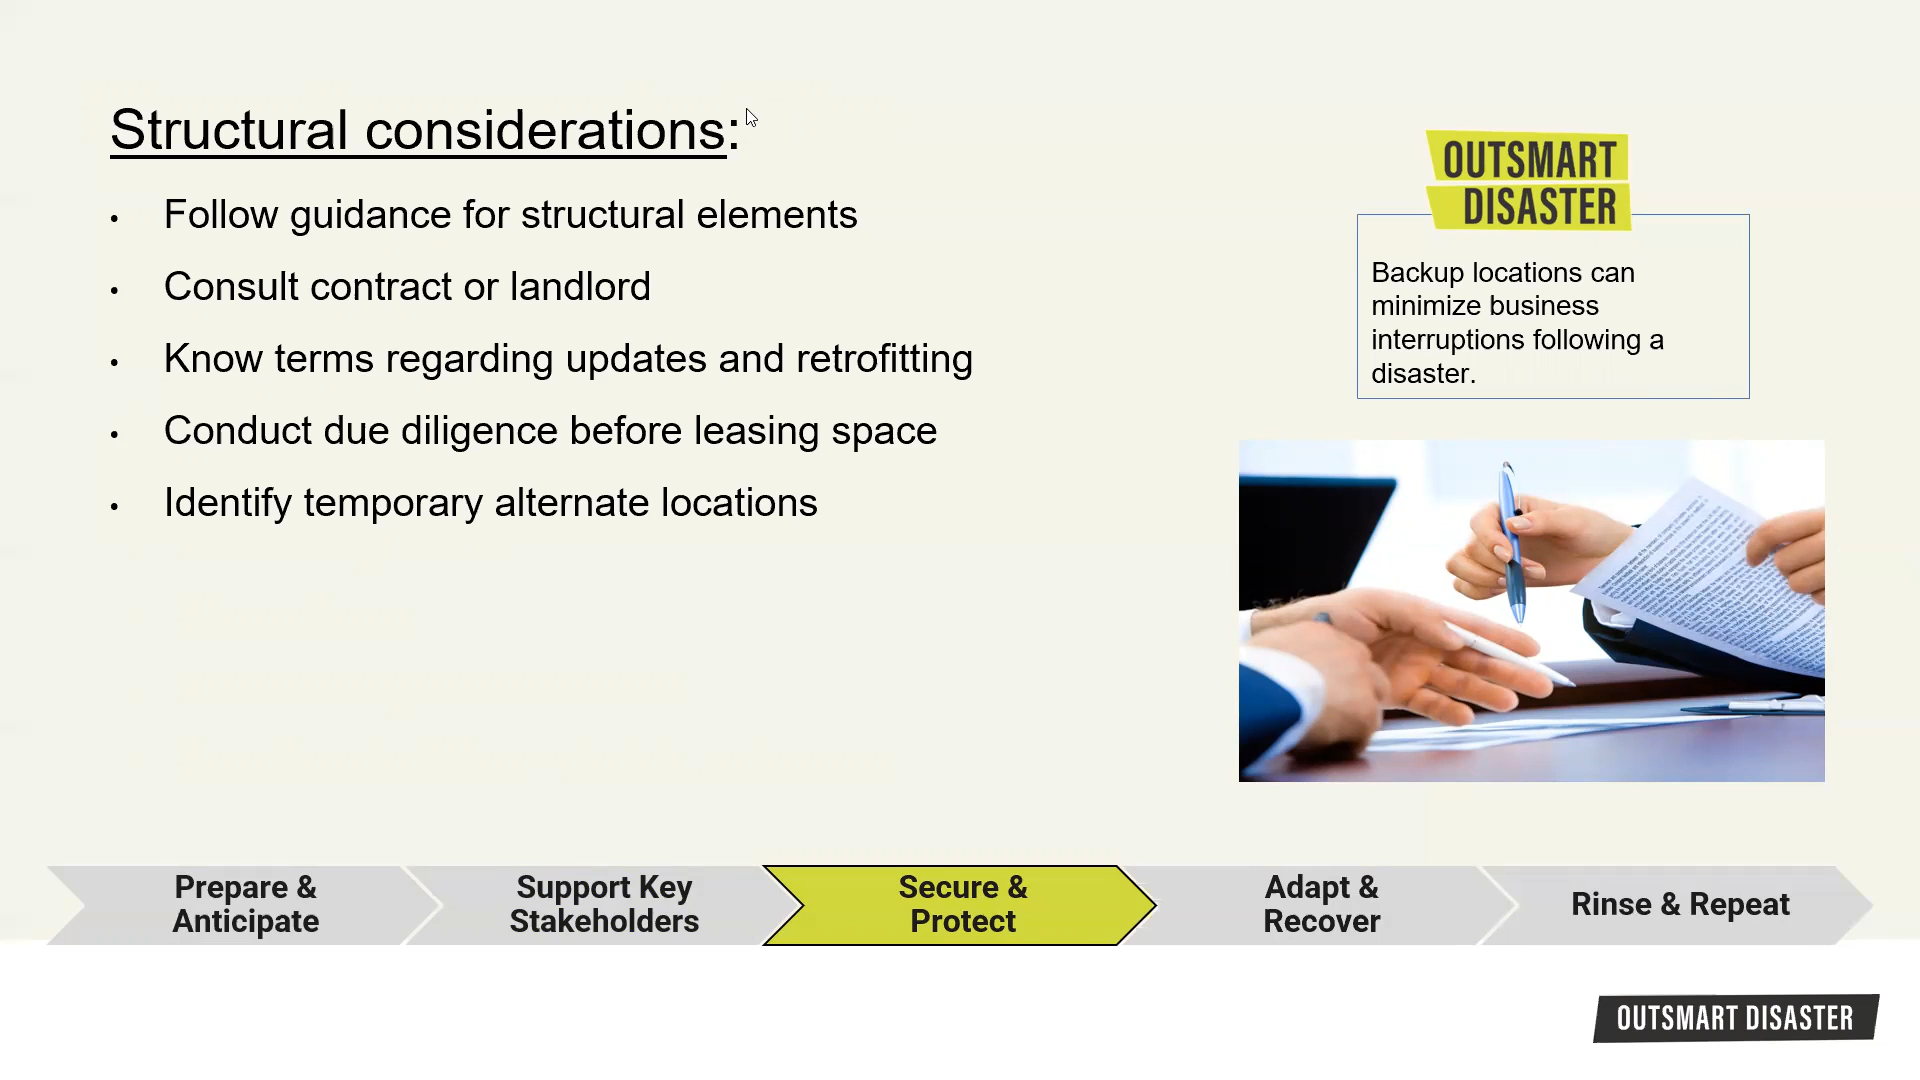 Structural considerations:
• Follow guidance for structural elements
• Consult contract or landlord
• Know terms regarding updates and retrofitting
• Conduct due diligence before leasing space
• Identify temporary alternate locations
OUTSMART
DISASTER
Backup locations can
minimize business
interruptions following a
disaster.
Prepare &
Anticipate
Support Key
Stakeholders
Secure &
Protect
Adapt &
Recover
Rinse & Repeat
OUTSMART DISASTER